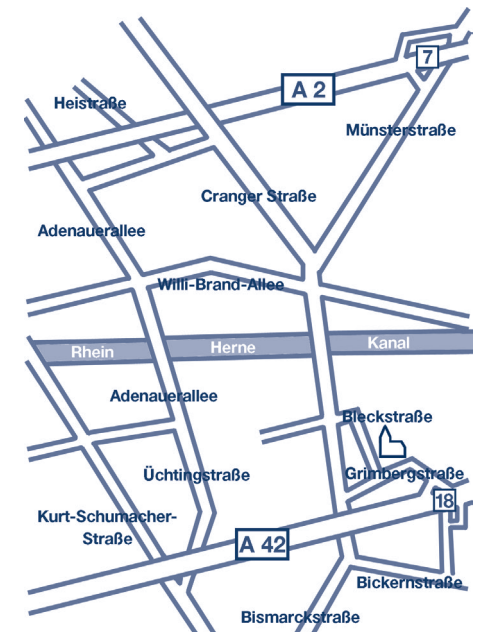 7
A 2
Heistraße
Münsterstraße
Cranger Straße
Adenauerallee
Willi-Brand-Allee
Rhein
Herne
Kanal
Adenauerallee
Bleckstraße
Üchtingstraße
Grimbergstraße
18
Kurt-Schumacher-
Straße
A 42
Bickernstraße
Bismarckstraße